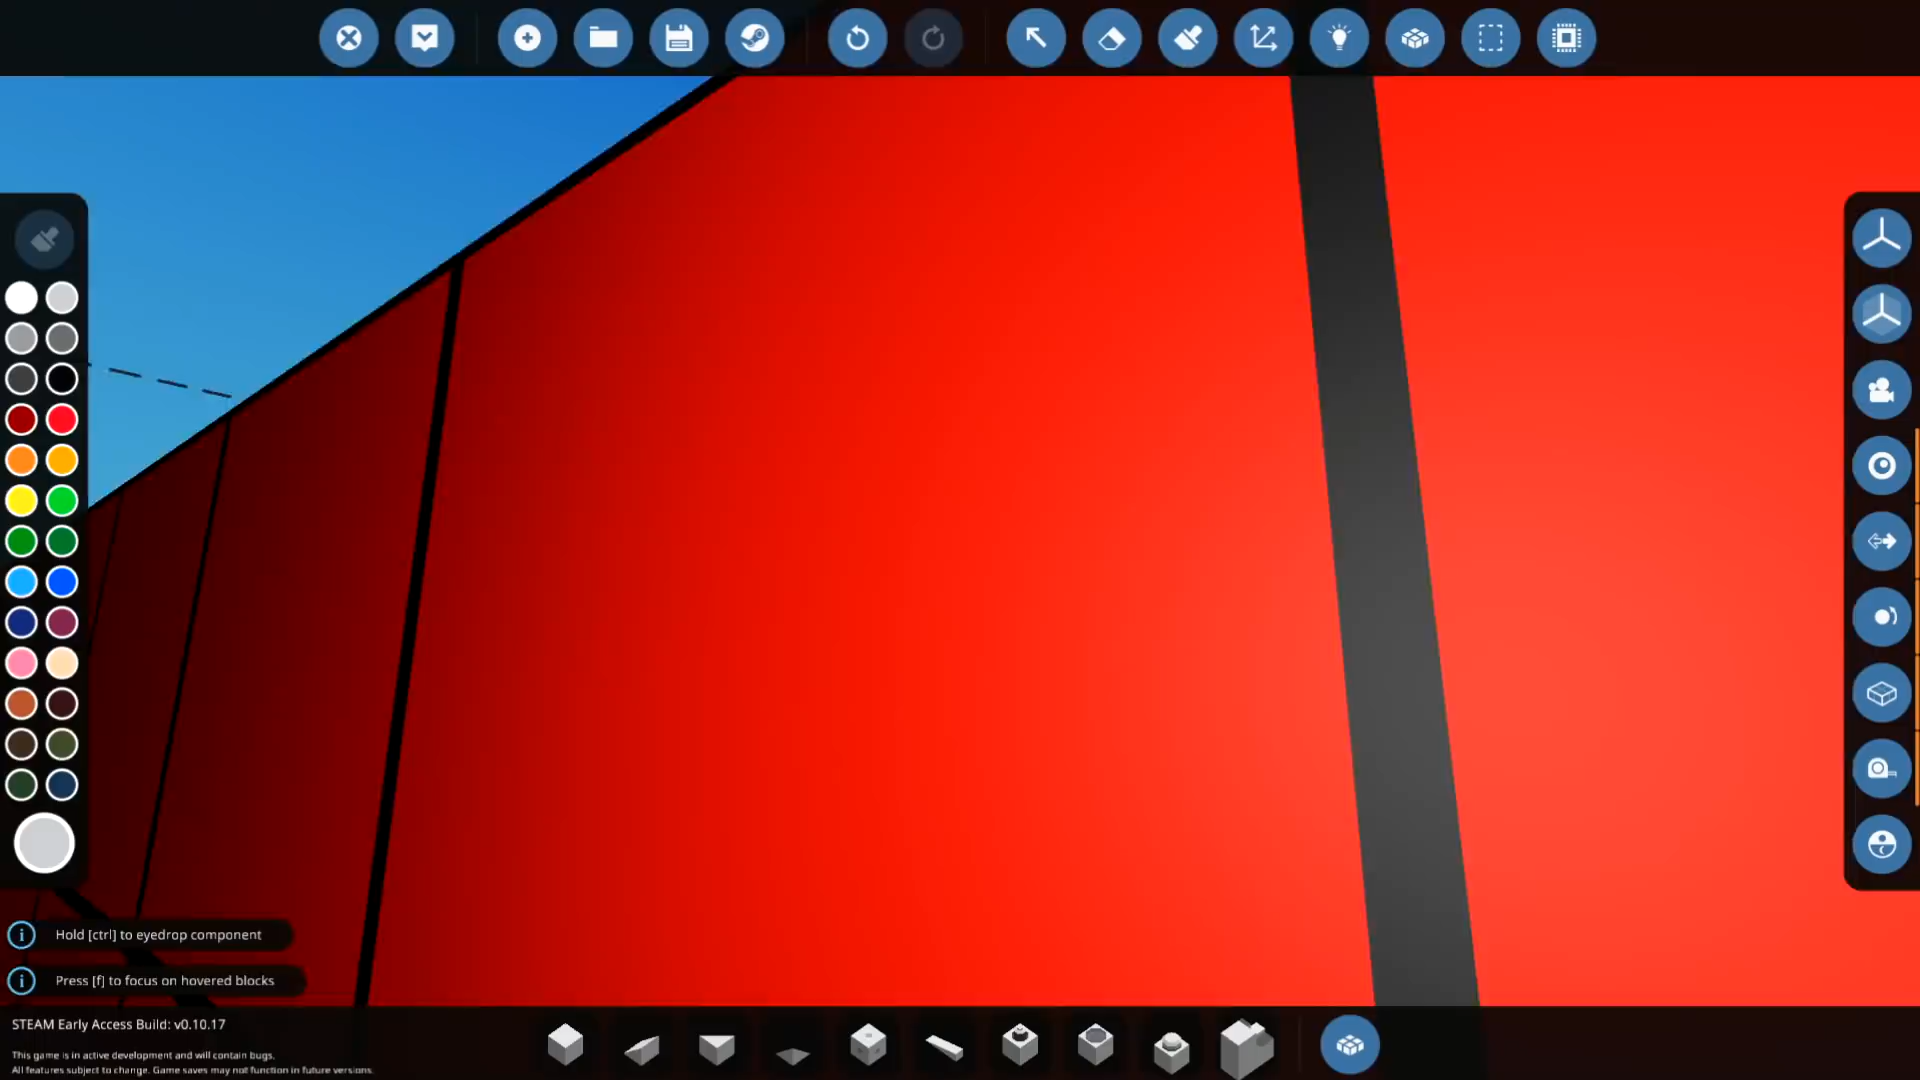 Hold [ctrl] to eyedrop component
Press [f] to focus on hovered blocks
STEAM Early Access Build: v0.10.17
This game is in active development and will contain bugs.
All features subject to change. Game saves may not function in future versions.